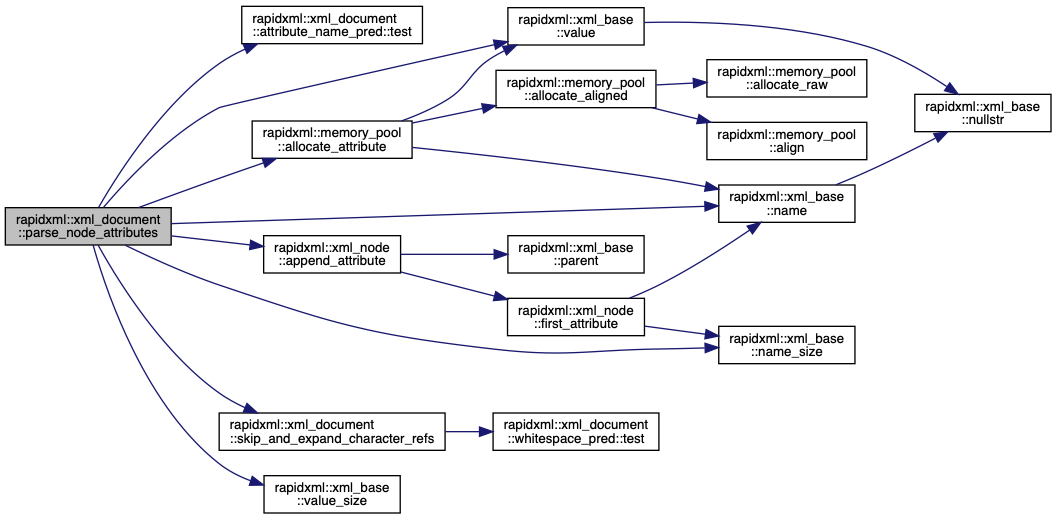 rapidxml::xml_document
::parse_node_attributes
rapidxml::xml_document
::attribute_name_pred::test
rapidxml::xml_base
::value
rapidxml::memory_pool
::allocate_attribute
rapidxml::memory_pool
::allocate_aligned
rapidxml::memory_pool
::allocate_raw
rapidxml::memory_pool
::align
rapidxml::xml_base
::nullstr
rapidxml::xml_base
::name
rapidxml::xml_node
::append_attribute
rapidxml::xml_base
::parent
rapidxml::xml_node
::first_attribute
rapidxml::xml_base
::name_size
rapidxml::xml_document
::skip_and_expand_character_refs
rapidxml::xml_document
::whitespace_pred::test
rapidxml::xml_base
::value_size